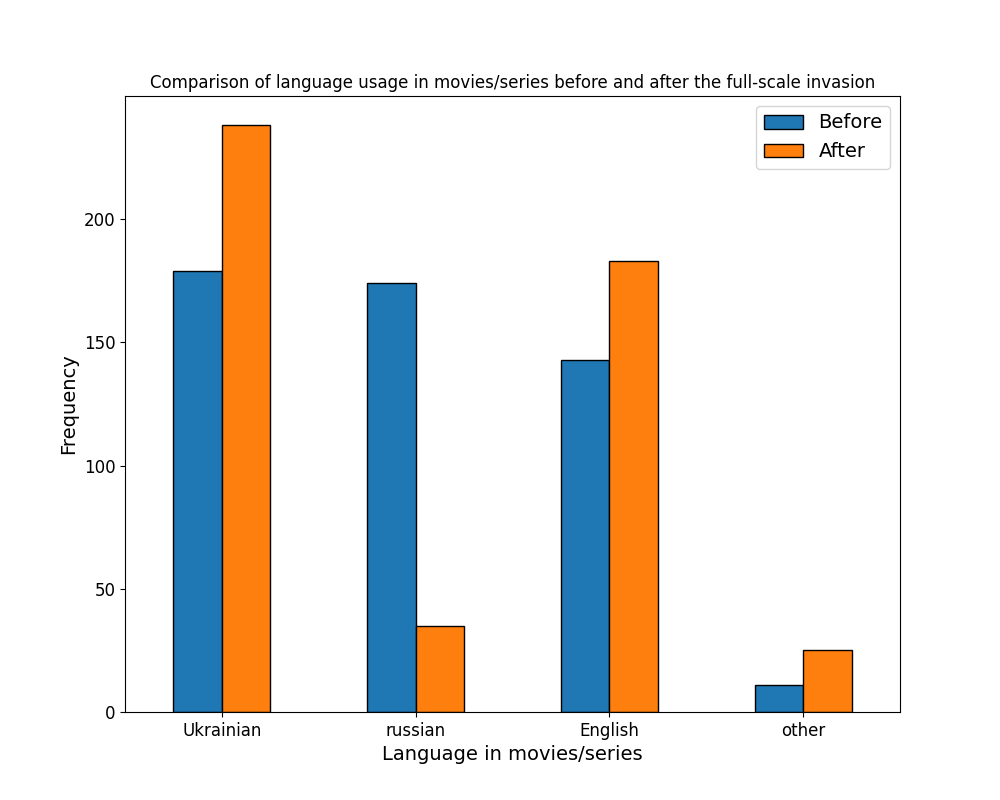 Comparison of language usage in movies/series before and after the full-scale invasion
Before
After
Frequency
200
150
100
50
0
Ukrainian
russian
English
other
Language in movies/series